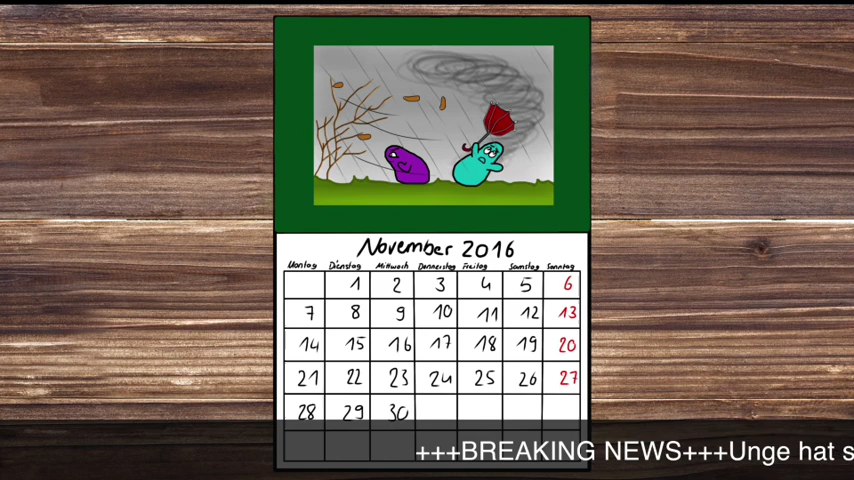 November 2016
Montag Dienstag Mittwoch Donnerstag Freitag Samstag Sonntag
1 2 3 4 5 6
7 8 9 10 11 12 13
14 15 16 17 18 19 20
21 22 23 24 25 26 27
28 29 30
+++BREAKING NEWS+++Unge hat s